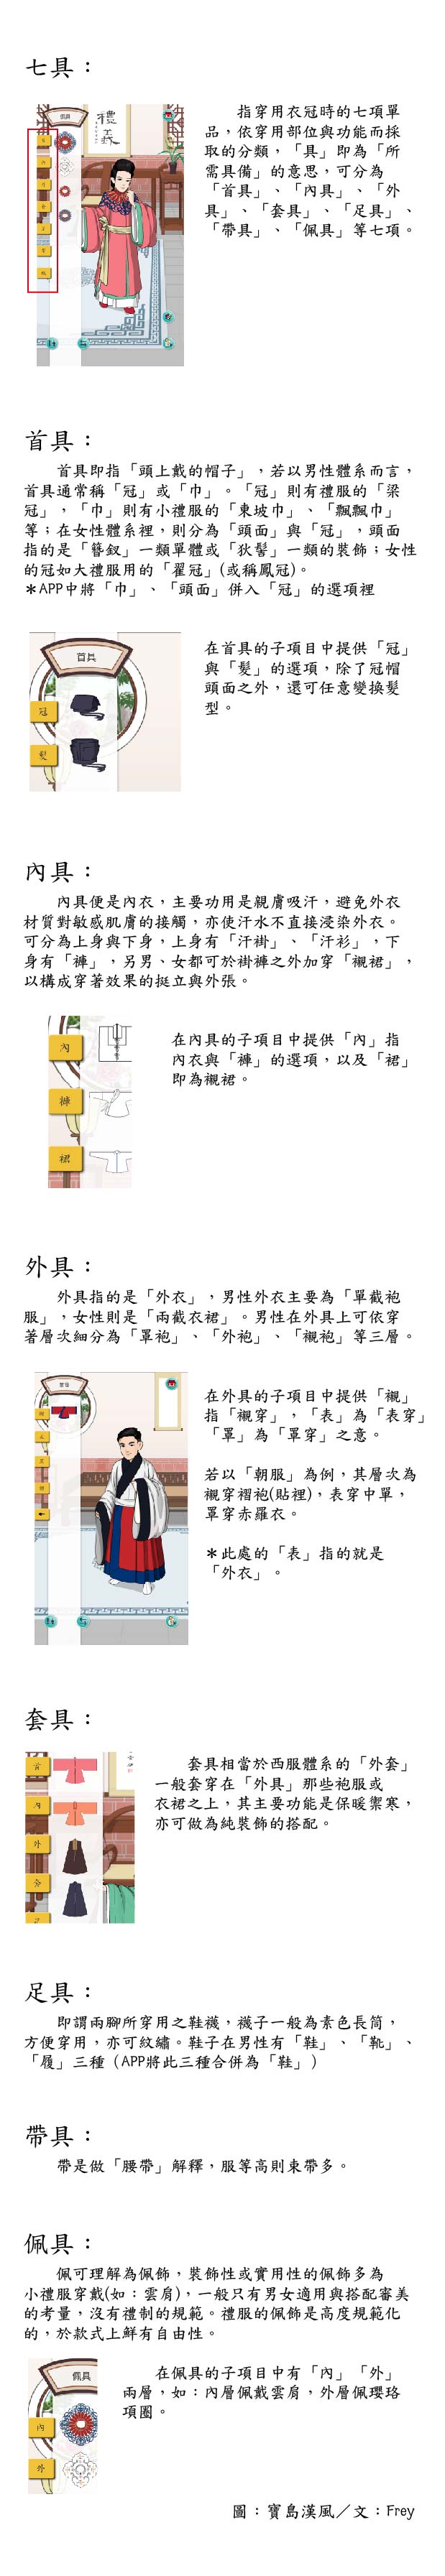 七具：
指穿用衣冠時的七項單
品，依穿用部位與功能而採
取的分類，「具」即為「所
需具備」的意思，可分為
「首具」、「內具」、「外
具」、「套具」、「足具」、
「帶具」、「佩具」等七項。
禮義
首具：
首具即指「頭上戴的帽子」，若以男性體系而言，
首具通常稱「冠」或「巾」。「冠」則有禮服的「梁
冠」，「巾」則有小禮服的「東坡巾」、「飄飄巾」
等；在女性體系裡，則分為「頭面」與「冠」，頭面
指的是「簪釵」一類單體或「狄髻」一類的裝飾；女性
的冠如大禮服用的「翟冠」(或稱鳳冠)。
＊APP中將「巾」、「頭面」併入「冠」的選項裡
首具
冠
髮
在首具的子項目中提供「冠」
與「髮」的選項，除了冠帽
頭面之外，還可任意變換髮
型。
內具：
內具便是內衣，主要功用是親膚吸汗，避免外衣
材質對敏感肌膚的接觸，亦使汗水不直接浸染外衣。
可分為上身與下身，上身有「汗褂」、「汗衫」，下
身有「褲」，另男、女都可於褂褲之外加穿「襯裙」，
以構成穿著效果的挺立與外張。
內
褲
裙
在內具的子項目中提供「內」指
內衣與「褲」的選項，以及「裙」
即為襯裙。
外具：
外具指的是「外衣」，男性外衣主要為「單截袍
服」，女性則是「兩截衣裙」。男性在外具上可依穿
著層次細分為「罩袍」、「外袍」、「襯袍」等三層。
在外具的子項目中提供「襯」
指「襯穿」，「表」為「表穿」
「罩」為「罩穿」之意。
若以「朝服」為例，其層次為
襯穿褶袍(貼裡)，表穿中單，
罩穿赤羅衣。
＊此處的「表」指的就是
「外衣」。
套具：
首
內
外
套具相當於西服體系的「外套」
一般套穿在「外具」那些袍服或
衣裙之上，其主要功能是保暖禦寒，
亦可做為純裝飾的搭配。
足具：
即謂兩腳所穿用之鞋襪，襪子一般為素色長筒，
方便穿用，亦可紋繡。鞋子在男性有「鞋」、「靴」、
「履」三種（APP將此三種合併為「鞋」）
帶具：
帶是做「腰帶」解釋，服等高則束帶多。
佩具：
佩可理解為佩飾，裝飾性或實用性的佩飾多為
小禮服穿戴(如：雲肩)，一般只有男女適用與搭配審美
的考量，沒有禮制的規範。禮服的佩飾是高度規範化
的，於款式上鮮有自由性。
佩具
內
外
在佩具的子項目中有「內」「外」
兩層，如：內層佩戴雲肩，外層佩瓔珞
項圈。
圖：寶島漢風／文：Frey